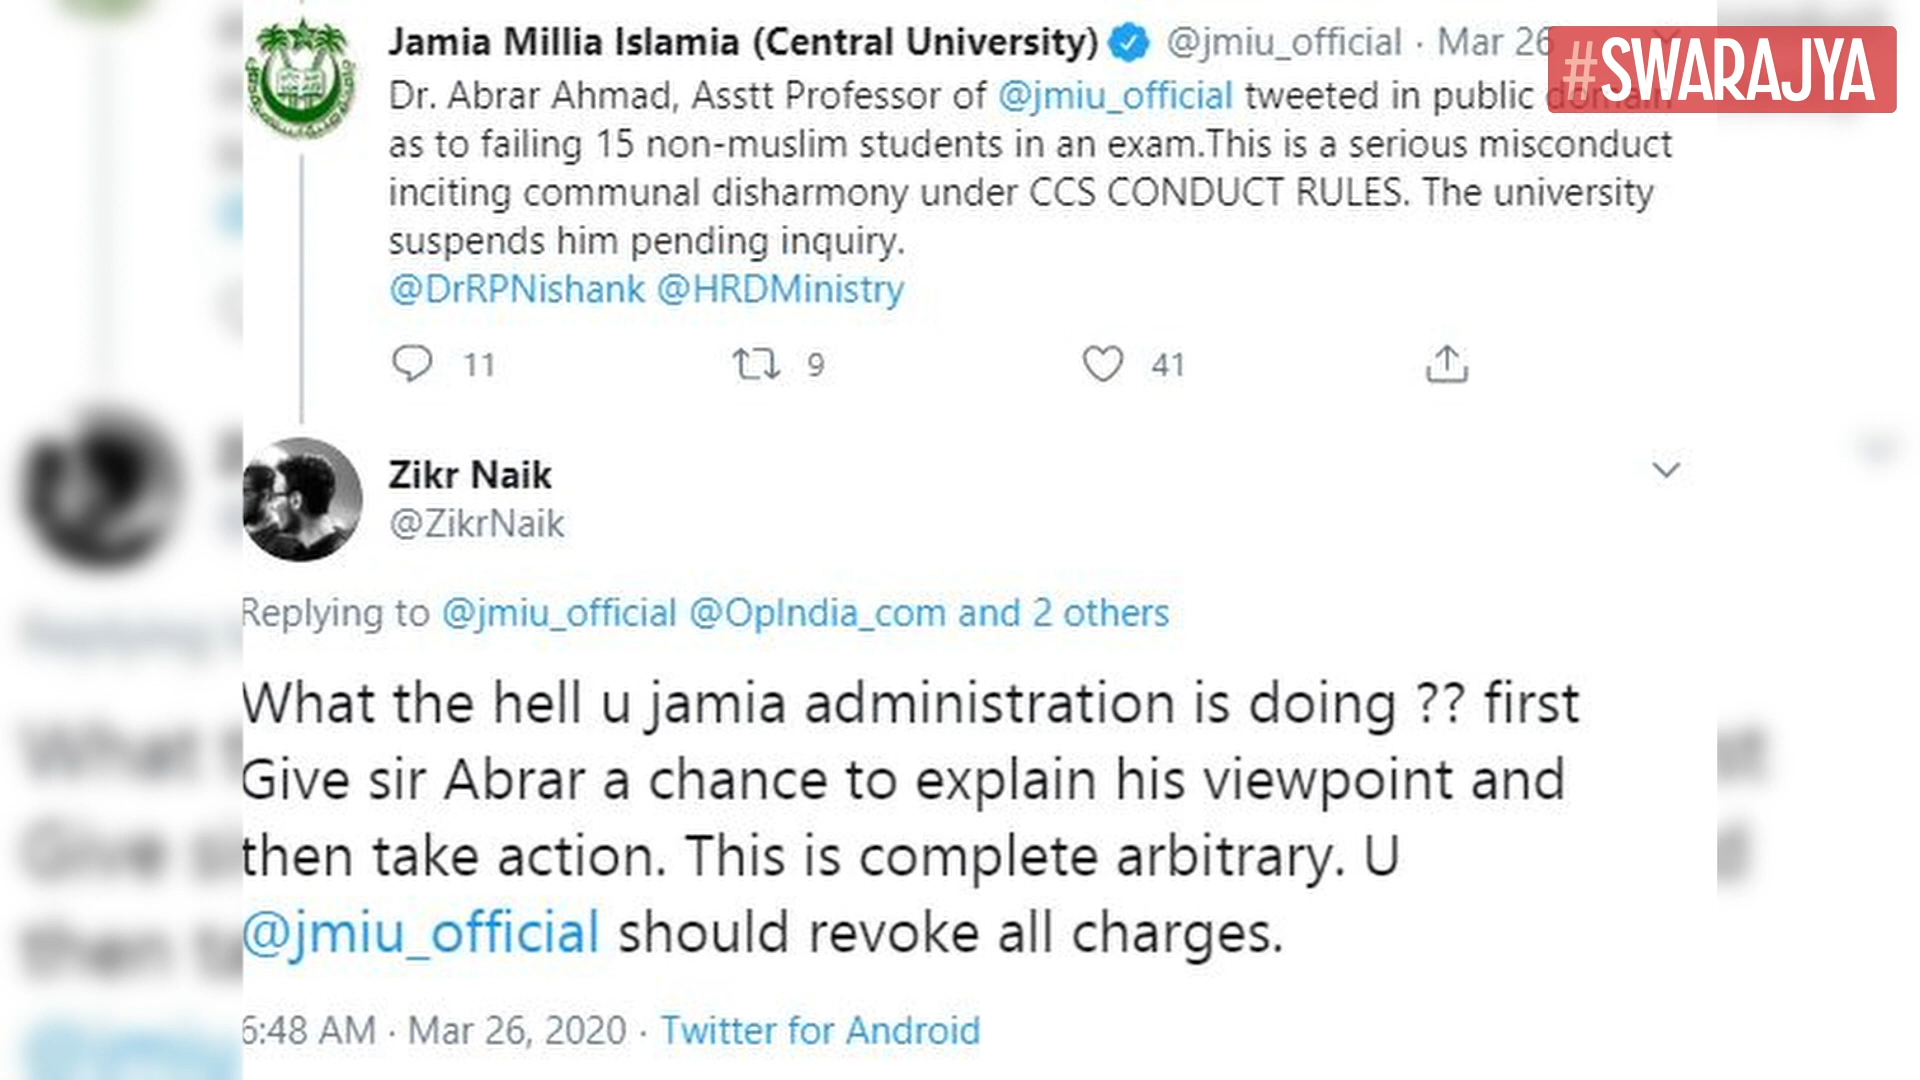 Jamia Millia Islamia (Central University) @jmiu_official · Mar 26
#SWARAJYA
Dr. Abrar Ahmad, Asstt Professor of @jmiu_official tweeted in public domain
as to failing 15 non-muslim students in an exam.This is a serious misconduct
inciting communal disharmony under CCS CONDUCT RULES. The university
suspends him pending inquiry.
@DrRPNishank @HRDMinistry
11 9 41
Zikr Naik
@ZikrNaik
Replying to @jmiu_official @OpIndia_com and 2 others
What the hell u jamia administration is doing ?? first
Give sir Abrar a chance to explain his viewpoint and
then take action. This is complete arbitrary. U
@jmiu_official should revoke all charges.
6:48 AM · Mar 26, 2020 · Twitter for Android